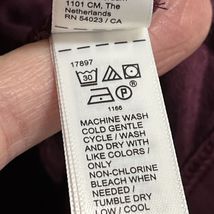 1101 CM, The
Netherlands
RN 54023 / CA
17897
30
1166
MACHINE WASH
COLD GENTLE
CYCLE / WASH
AND DRY WITH
LIKE COLORS /
ONLY
NON-CHLORINE
BLEACH WHEN
NEEDED /
TUMBLE DRY
LOW / COOL